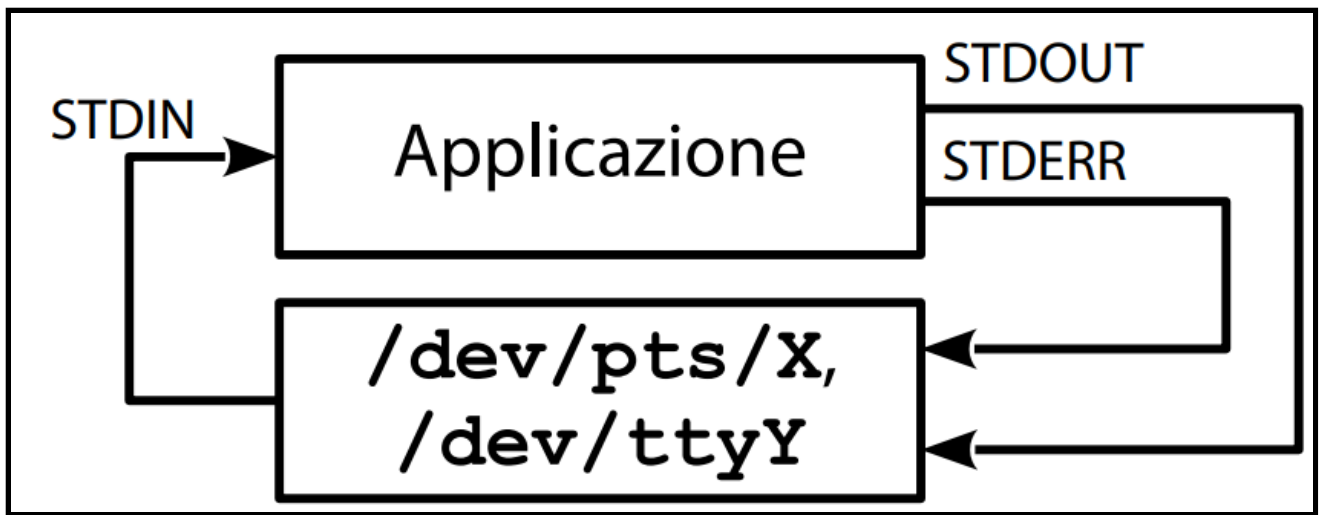 STDOUT
STDIN
Applicazione
STDERR
/dev/pts/X,
/dev/ttyY